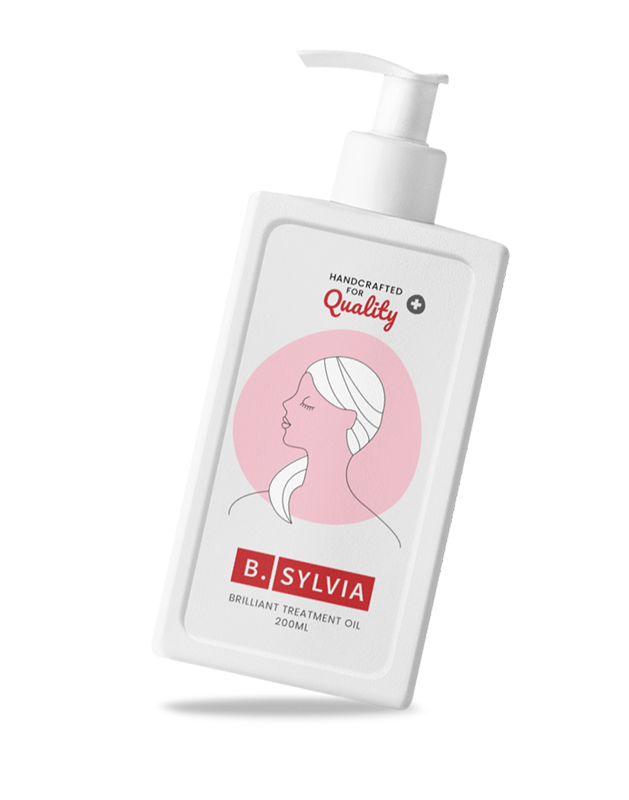 HANDCRAFTED
FOR
Quality
B. SYLVIA
BRILLIANT TREATMENT OIL
200ML